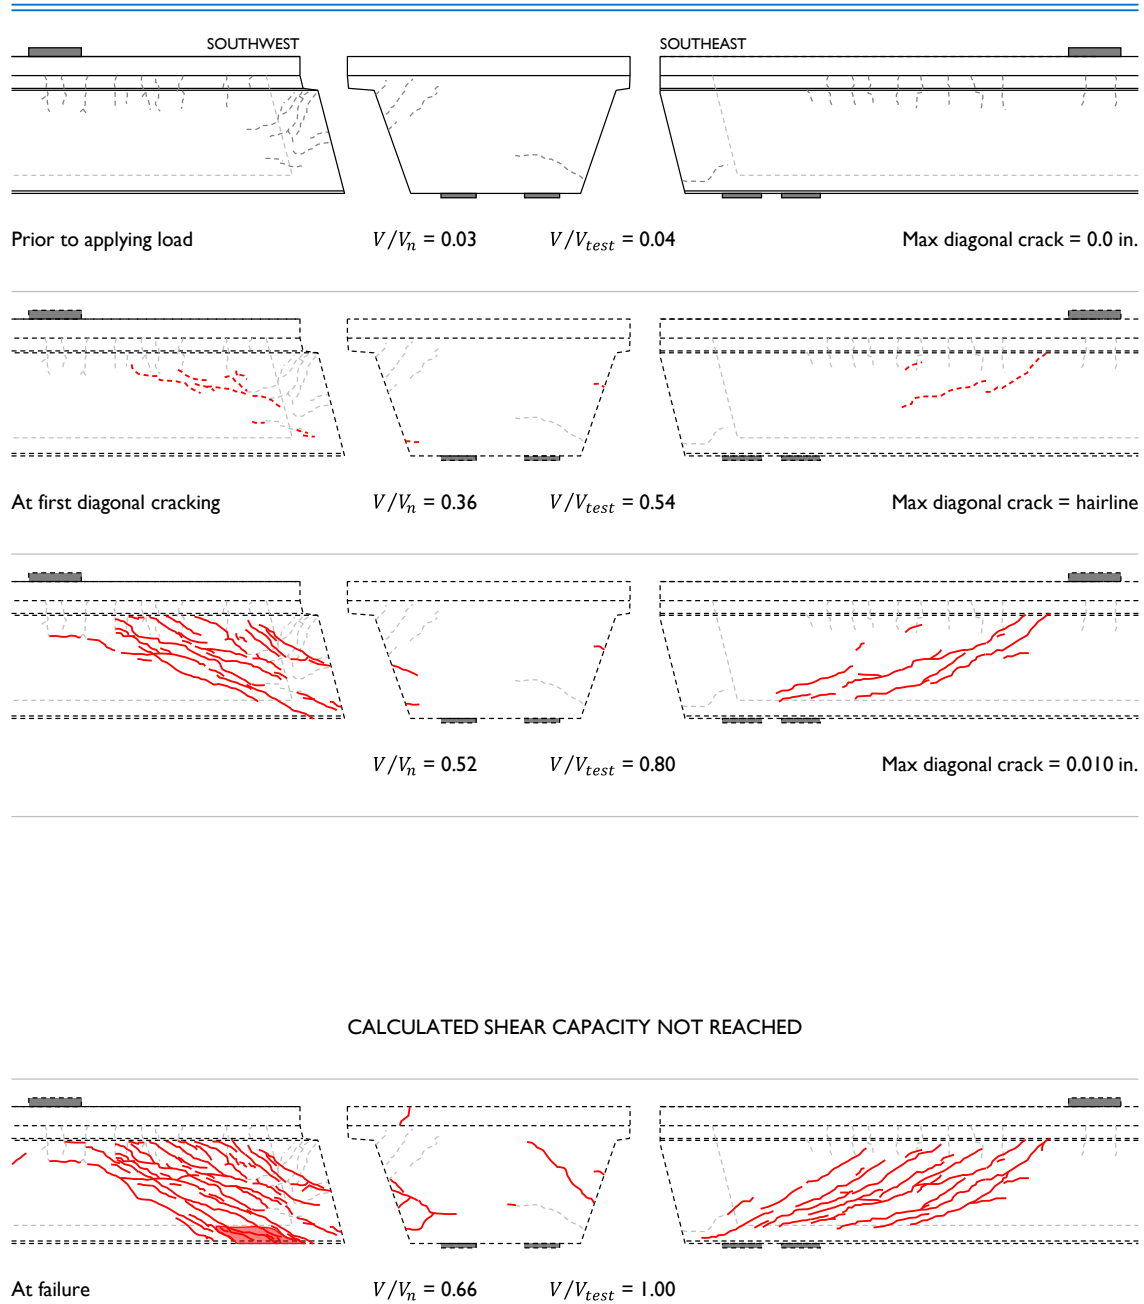 SOUTHWEST SOUTHEAST
Prior to applying load V/Vn = 0.03 V/Vtest = 0.04 Max diagonal crack = 0.0 in.
At first diagonal cracking V/Vn = 0.36 V/Vtest = 0.54 Max diagonal crack = hairline
V/Vn = 0.52 V/Vtest = 0.80 Max diagonal crack = 0.010 in.
CALCULATED SHEAR CAPACITY NOT REACHED
At failure V/Vn = 0.66 V/Vtest = 1.00